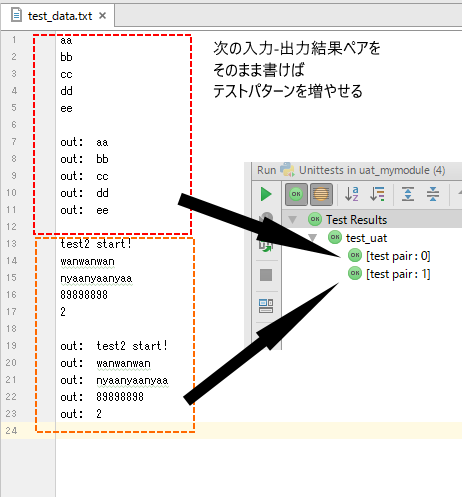 test_data.txt
1 aa
2 bb
3 cc
4 dd
5 ee
6
7 out: aa
8 out: bb
9 out: cc
10 out: dd
11 out: ee
12
13 test2 start!
14 wanwanwan
15 nyaanyaanyaa
16 89898898
17 2
18
19 out: test2 start!
20 out: wanwanwan
21 out: nyaanyaanyaa
22 out: 89898898
23 out: 2
24
次の入力-出力結果ペアを
そのまま書けば
テストパターンを増やせる
Run Unittests in uat_mymodule (4)
OK Test Results
OK test_uat
OK [test pair : 0]
OK [test pair : 1]